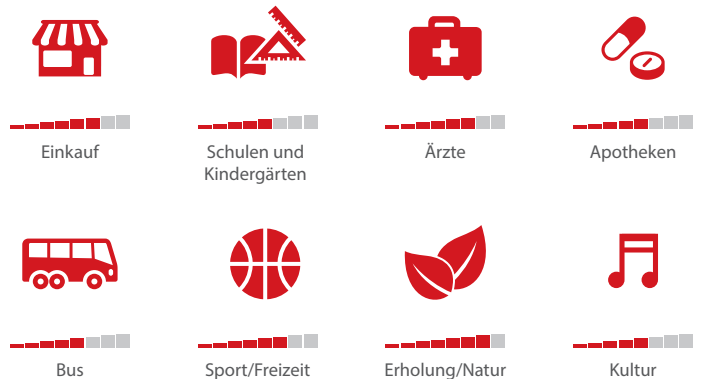 Einkauf
Schulen und
Kindergärten
Ärzte
Apotheken
Bus
Sport/Freizeit
Erholung/Natur
Kultur